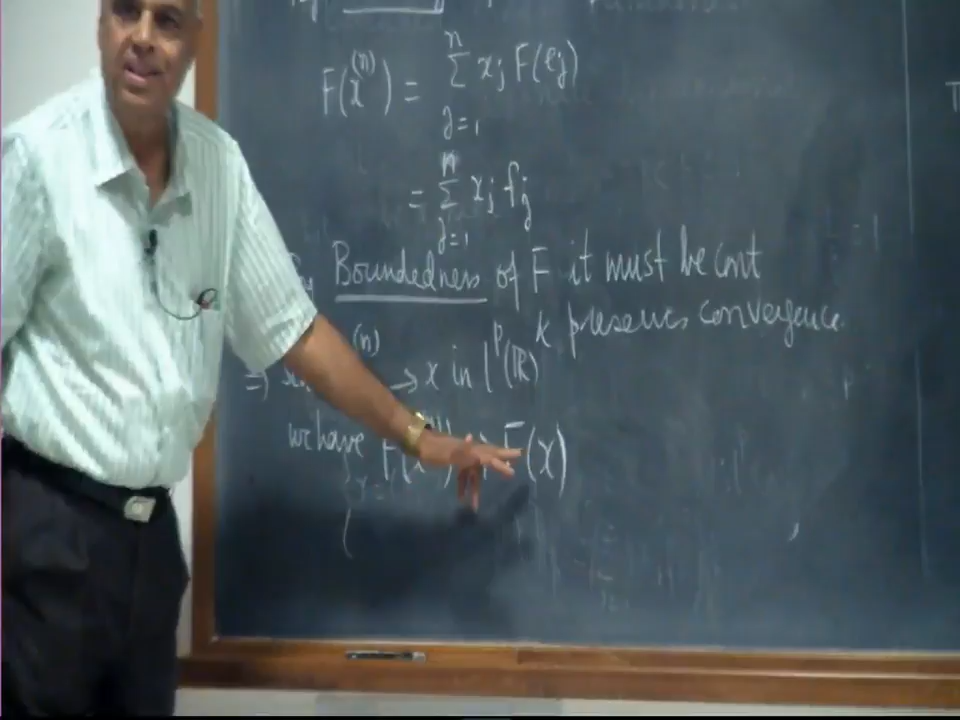 F(x^(n)) = Σ_{j=1}^{n} x_j F(e_j)
= Σ_{j=1}^{n} x_j f_j
By Boundedness of F it must be cont
& preserves convergence.
⇒ (n) → x in l^p(ℝ)
we have F(x^(n)) → F(x)